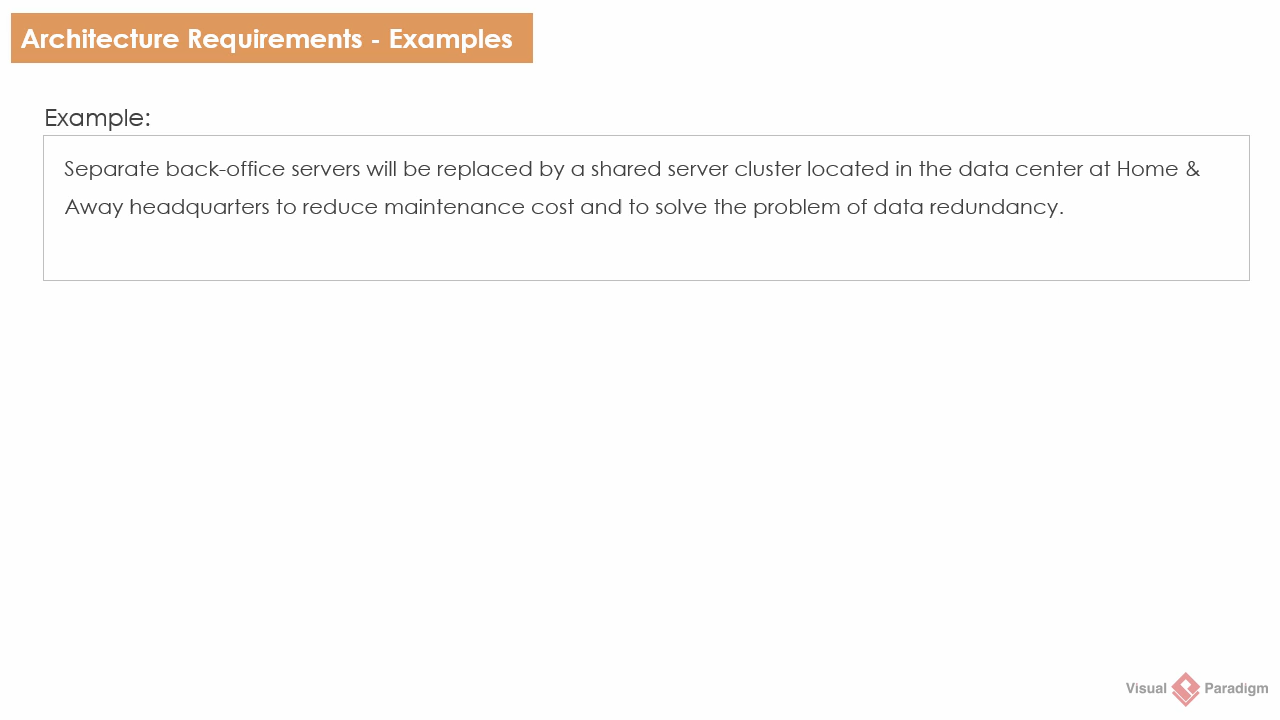 Architecture Requirements - Examples
Example:
Separate back-office servers will be replaced by a shared server cluster located in the data center at Home &
Away headquarters to reduce maintenance cost and to solve the problem of data redundancy.
Visual Paradigm